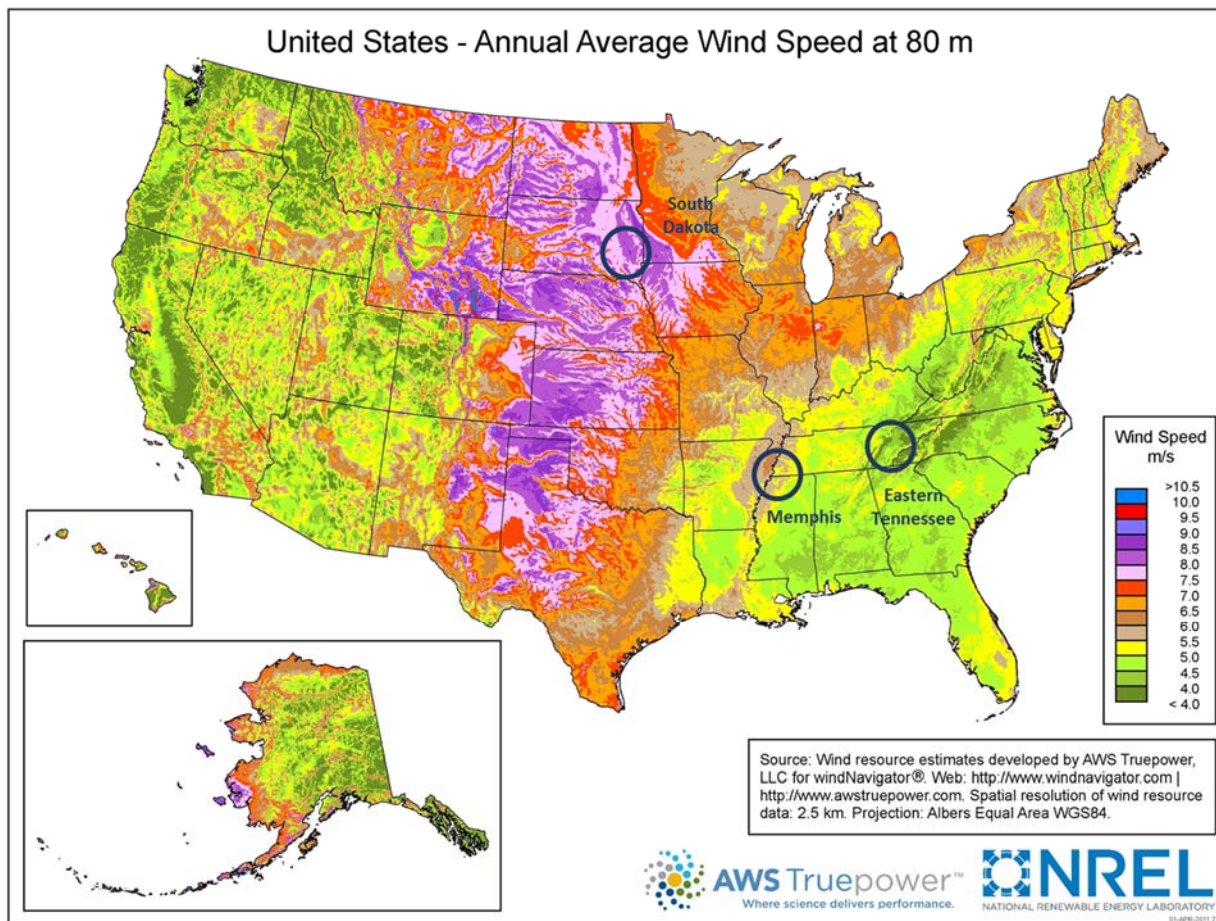 United States - Annual Average Wind Speed at 80 m
South
Dakota
Memphis
Eastern
Tennessee
Wind Speed
m/s
>10.5
10.0
9.5
9.0
8.5
8.0
7.5
7.0
6.5
6.0
5.5
5.0
4.5
4.0
< 4.0
Source: Wind resource estimates developed by AWS Truepower,
LLC for windNavigator®. Web: http://www.windnavigator.com |
http://www.awstruepower.com. Spatial resolution of wind resource
data: 2.5 km. Projection: Albers Equal Area WGS84.
AWS Truepower™
Where science delivers performance.
NREL
NATIONAL RENEWABLE ENERGY LABORATORY